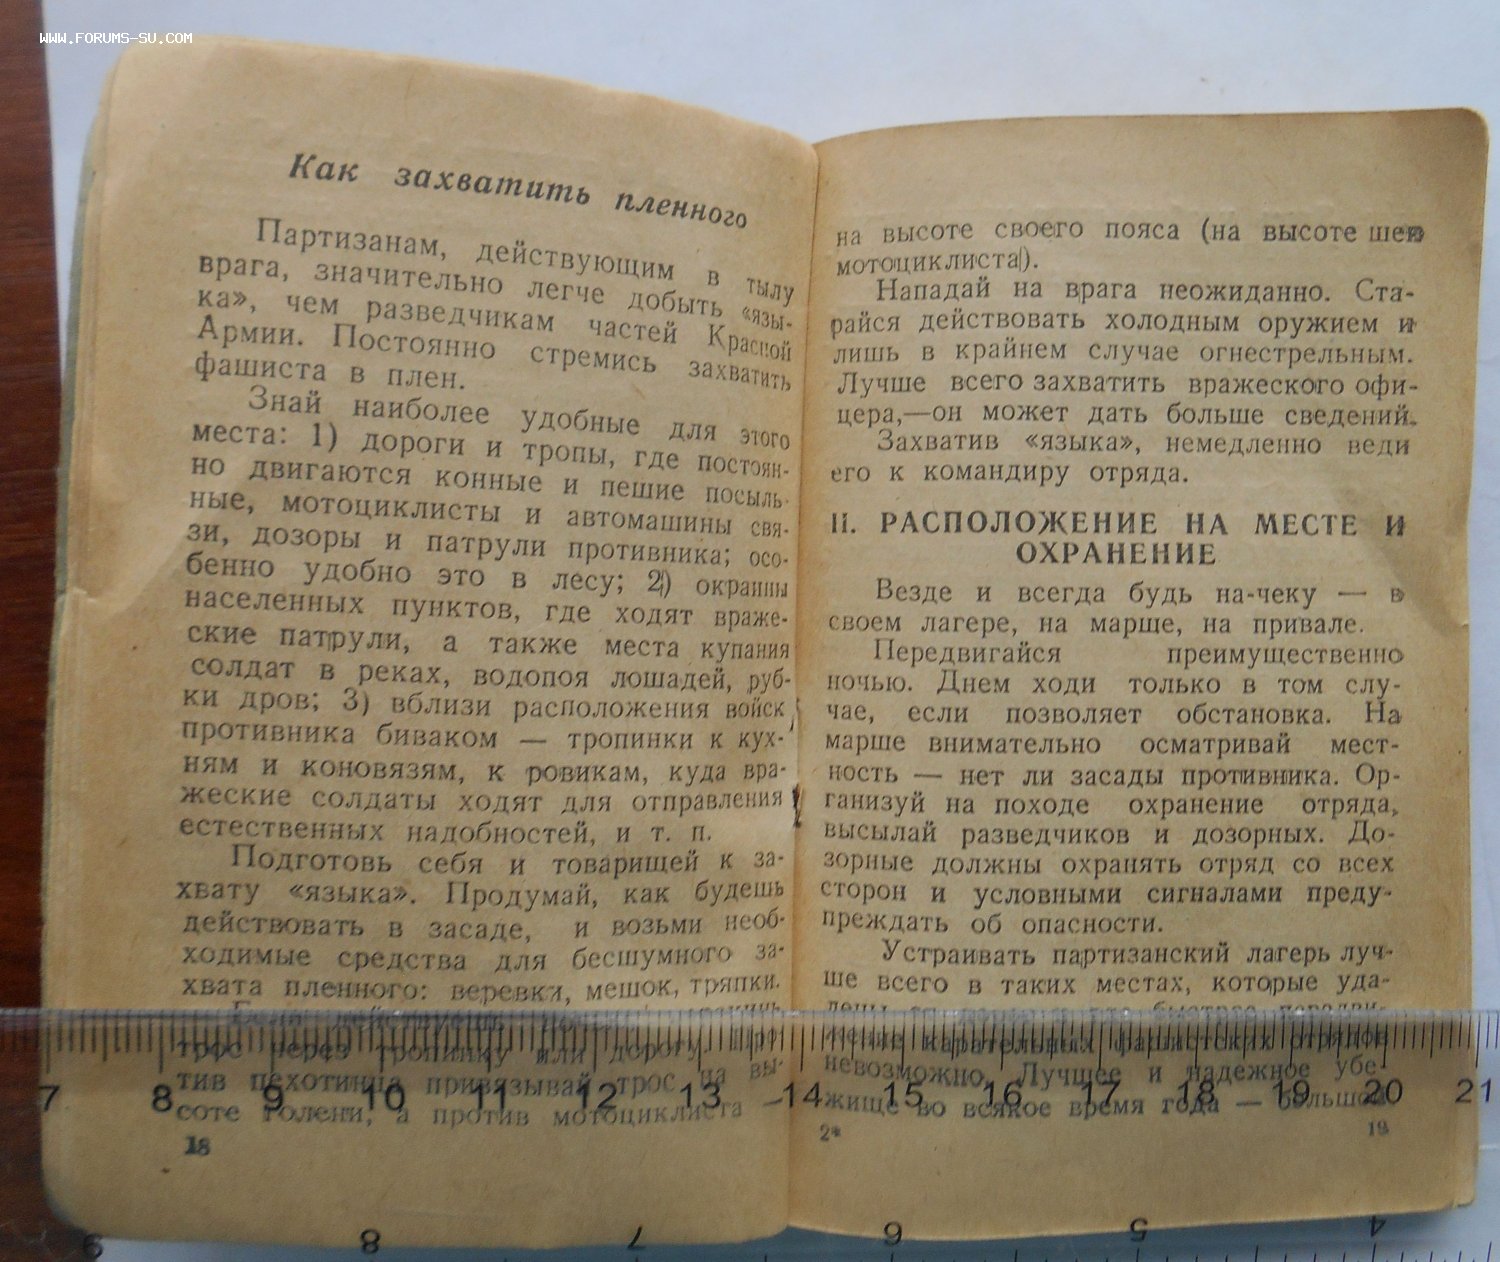 WWW.FORUMS-SU.COM
Как захватить пленного
Партизанам, действующим в тылу
врага, значительно легче добыть «язы-
ка», чем разведчикам частей Красной
Армии. Постоянно стремись захватить
фашиста в плен.
Знай наиболее удобные для этого
места: 1) дороги и тропы, где постоян-
но двигаются конные и пешие посыль-
ные, мотоциклисты и автомашины свя-
зи, дозоры и патрули противника; осо-
бенно удобно это в лесу; 2) окраины
населенных пунктов, где ходят враже-
ские патрули, а также места купания
солдат в реках, водопоя лошадей, руб-
ки дров; 3) вблизи расположения войск
противника биваком — тропинки к кух-
ням и коновязям, к ровикам, куда вра-
жеские солдаты ходят для отправления
естественных надобностей, и т. п.
Подготовь себя и товарищей к за-
хвату «языка». Продумай, как будешь
действовать в засаде, и возьми необ-
ходимые средства для бесшумного за-
хвата пленного: веревки, мешок, тряпки.
трос через тропинку или дорогу.
тив пехотинца привязывай трос на вы-
соте голени, а против мотоциклиста —
18
на высоте своего пояса (на высоте шеи
мотоциклиста).
Нападай на врага неожиданно. Ста-
райся действовать холодным оружием и
лишь в крайнем случае огнестрельным.
Лучше всего захватить вражеского офи-
цера,—он может дать больше сведений.
Захватив «языка», немедленно веди
его к командиру отряда.
II. РАСПОЛОЖЕНИЕ НА МЕСТЕ И
ОХРАНЕНИЕ
Везде и всегда будь на-чеку — в
своем лагере, на марше, на привале.
Передвигайся преимущественно
ночью. Днем ходи только в том слу-
чае, если позволяет обстановка. На
марше внимательно осматривай мест-
ность — нет ли засады противника. Ор-
ганизуй на походе охранение отряда,
высылай разведчиков и дозорных. До-
зорные должны охранять отряд со всех
сторон и условными сигналами преду-
преждать об опасности.
Устраивать партизанский лагерь луч-
ше всего в таких местах, которые уда-
карательных фашистских отрядов
невозможно. Лучшее и надежное убе-
жище во всякое время года — большой
2* 19
7 8 9 10 11 12 13 14 15 16 17 18 19 20 21
9 8 7 6 5 4